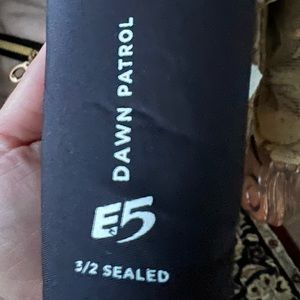 DAWN PATROL
E5
3/2 SEALED